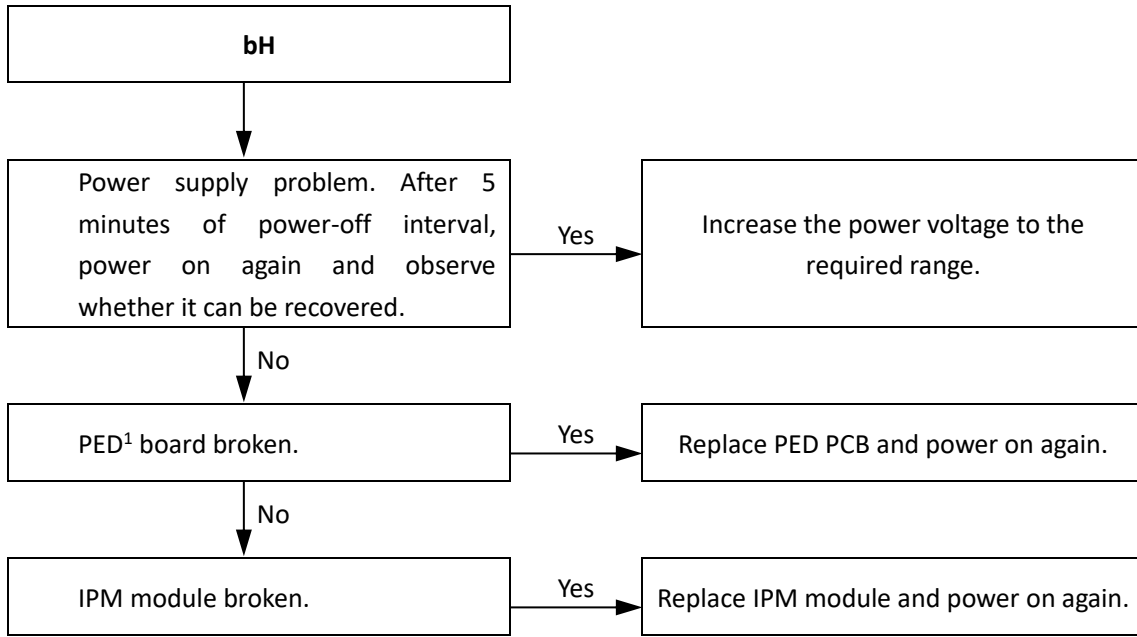 bH
Power supply problem. After 5
minutes of power-off interval,
power on again and observe
whether it can be recovered.
Yes
Increase the power voltage to the
required range.
No
PED¹ board broken.
Yes
Replace PED PCB and power on again.
No
IPM module broken.
Yes
Replace IPM module and power on again.